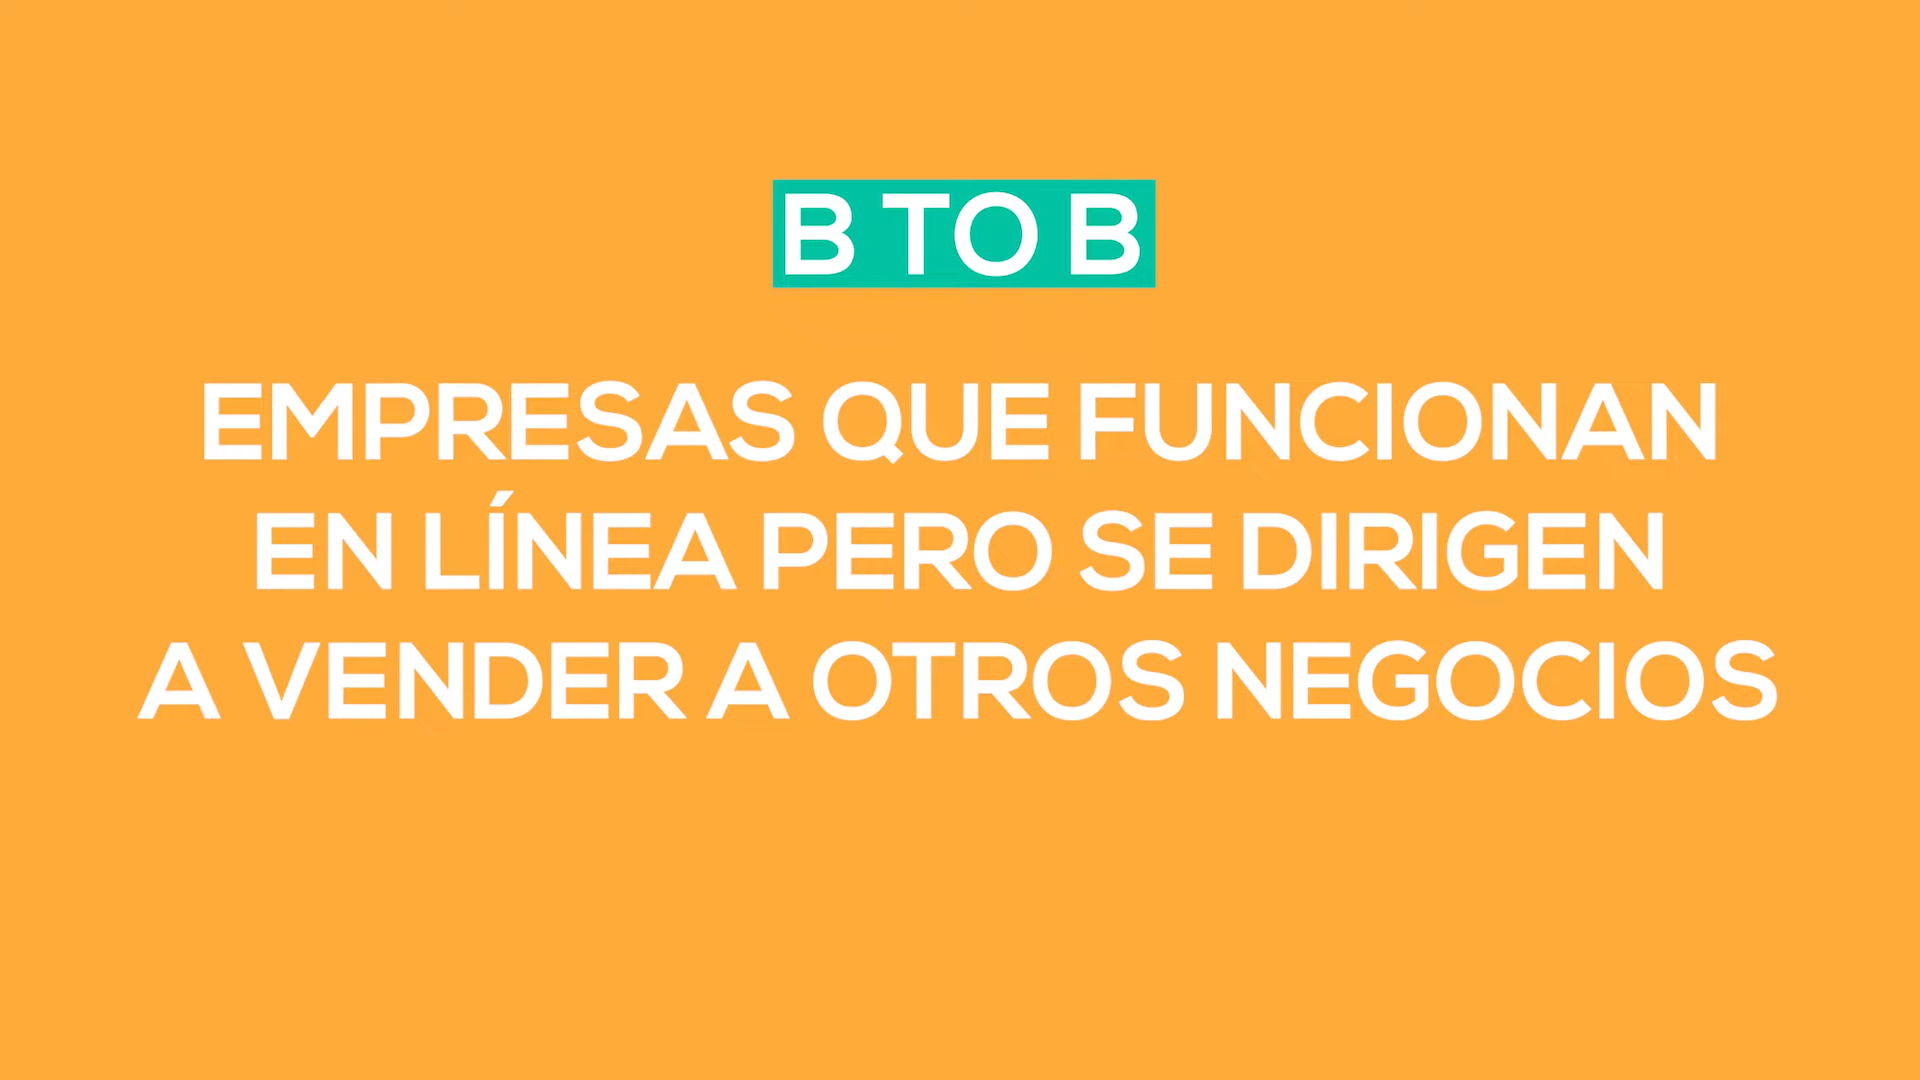 B TO B
EMPRESAS QUE FUNCIONAN
EN LÍNEA PERO SE DIRIGEN
A VENDER A OTROS NEGOCIOS